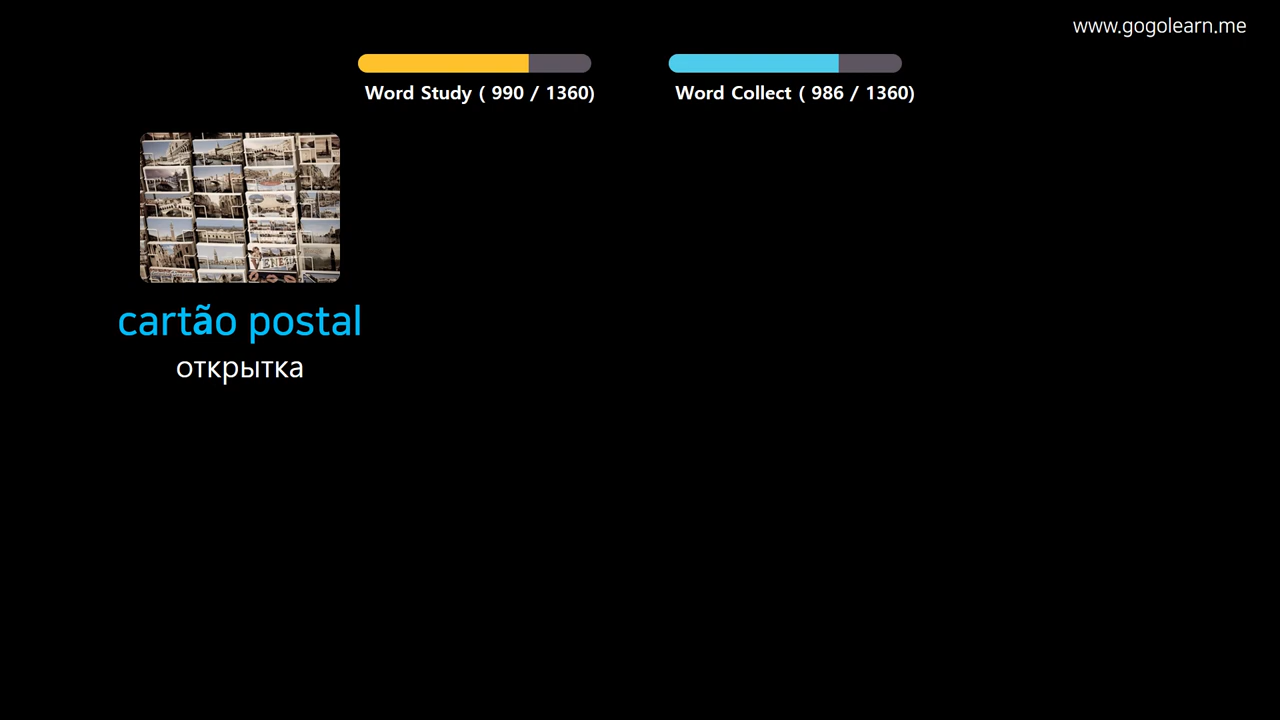 www.gogolearn.me
Word Study ( 990 / 1360)
Word Collect ( 986 / 1360)
cartão postal
открытка